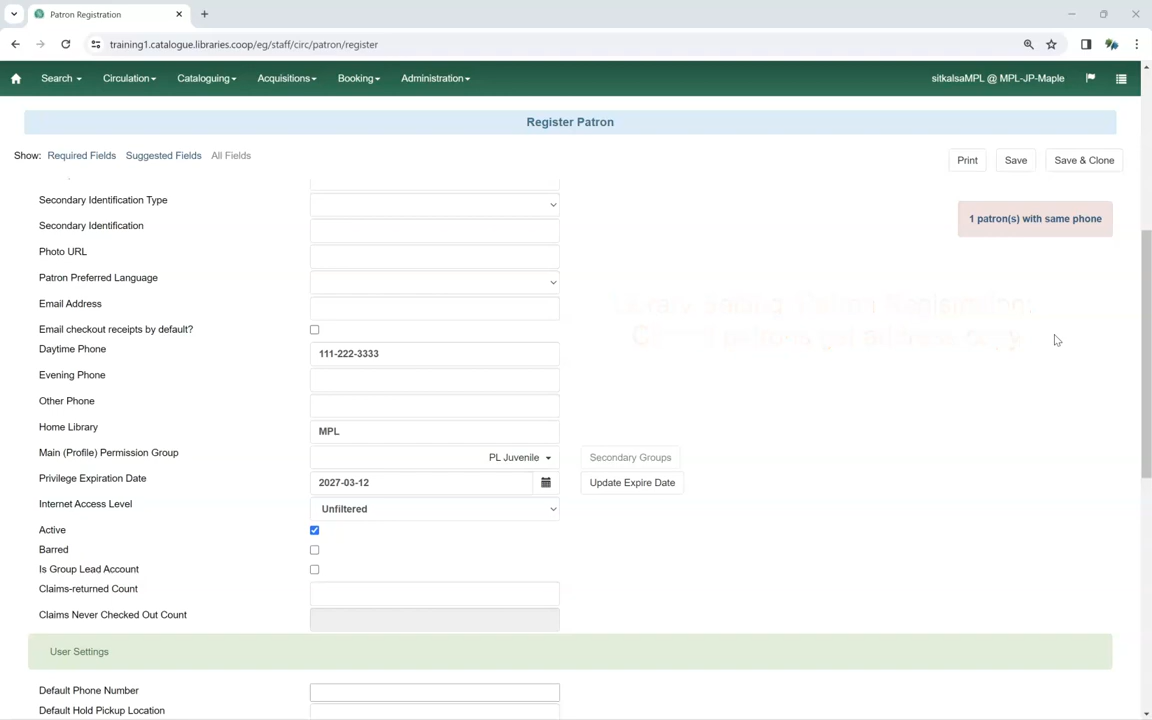 Patron Registration
training1.catalogue.libraries.coop/eg/staff/circ/patron/register
Search Circulation Cataloguing Acquisitions Booking Administration sitkalsaMPL @ MPL-JP-Maple
Register Patron
Show: Required Fields Suggested Fields All Fields Print Save Save & Clone
Secondary Identification Type
1 patron(s) with same phone
Secondary Identification
Photo URL
Patron Preferred Language
Email Address
Email checkout receipts by default?
Daytime Phone 111-222-3333
Evening Phone
Other Phone
Home Library MPL
Main (Profile) Permission Group PL Juvenile Secondary Groups
Privilege Expiration Date 2027-03-12 Update Expire Date
Internet Access Level Unfiltered
Active
Barred
Is Group Lead Account
Claims-returned Count
Claims Never Checked Out Count
User Settings
Default Phone Number
Default Hold Pickup Location